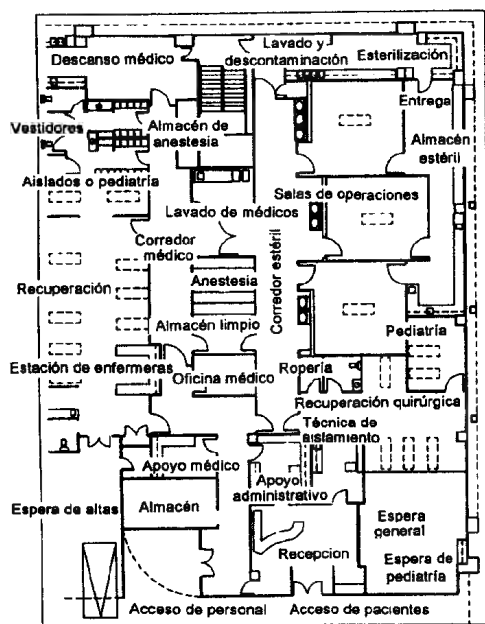 Descanso médico
Lavado y
descontaminación
Esterilización
Entrega
Vestidores
Almacén de
anestesia
Almacén
estéril
Aislados o pediatría
Salas de operaciones
Lavado de médicos
Corredor
médico
Corredor estéril
Recuperación
Anestesia
Almacén limpio
Pediatría
Estación de enfermeras
Oficina médico
Ropería
Recuperación quirúrgica
Técnica de
aislamiento
Apoyo médico
Apoyo
administrativo
Espera de altas
Almacén
Espera
general
Recepcion
Espera de
pediatría
Acceso de personal
Acceso de pacientes